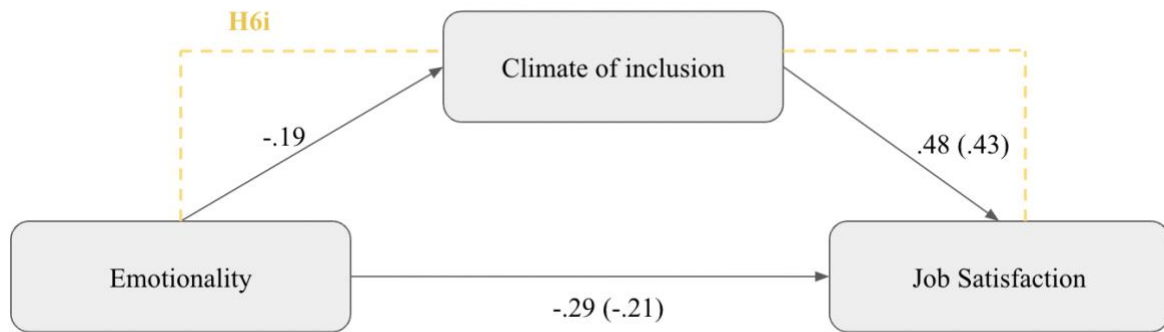 H6i
Climate of inclusion
-.19
.48 (.43)
Emotionality
Job Satisfaction
-.29 (-.21)